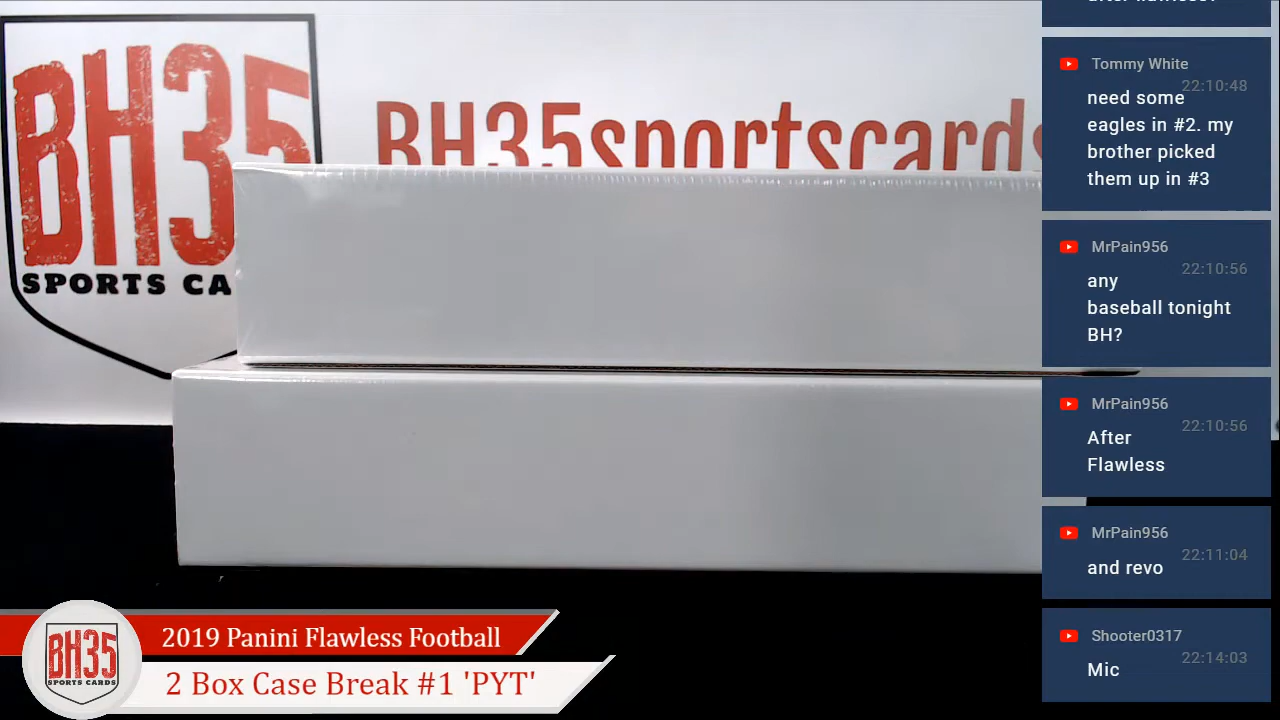 BH35
SPORTS CA
BH35sportscards
Tommy White
22:10:48
need some
eagles in #2. my
brother picked
them up in #3
MrPain956
22:10:56
any
baseball tonight
BH?
MrPain956
22:10:56
After
Flawless
MrPain956
22:11:04
and revo
Shooter0317
22:14:03
Mic
2019 Panini Flawless Football
2 Box Case Break #1 'PYT'
BH35
SPORTS CARDS